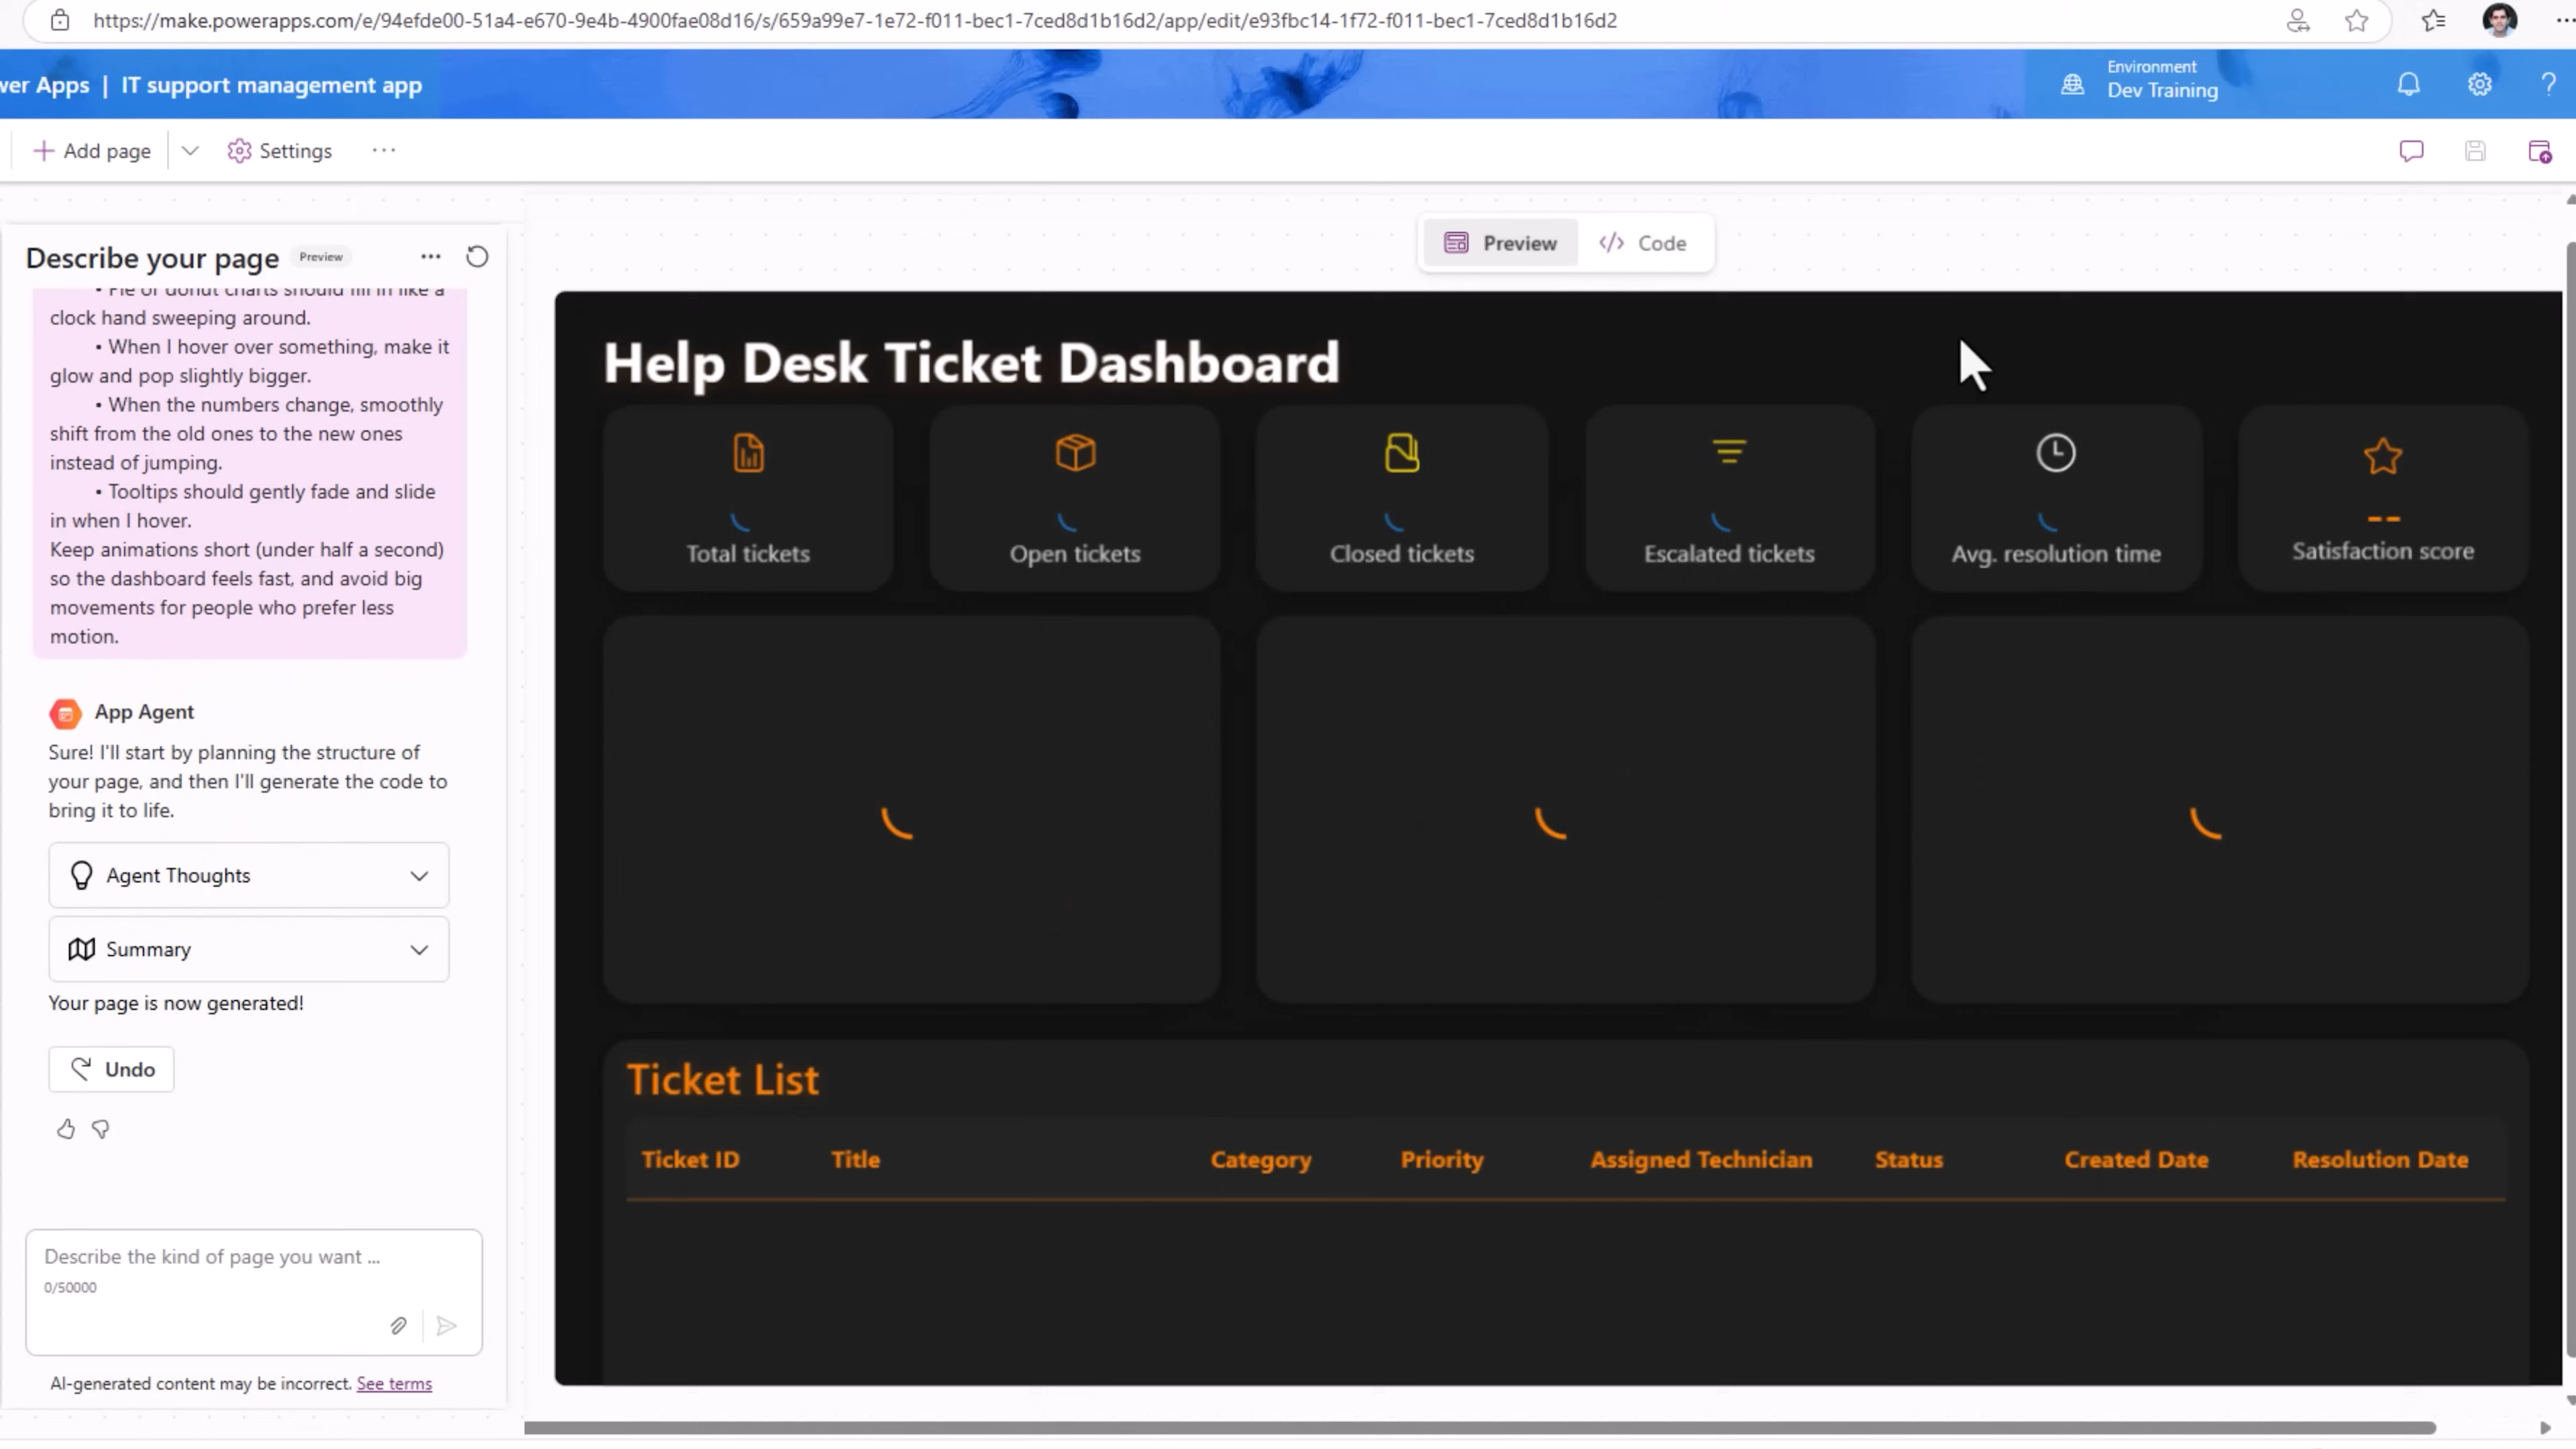 https://make.powerapps.com/e/94efde00-51a4-e670-9e4b-4900fae08d16/s/659a99e7-1e72-f011-bec1-7ced8d1b16d2/app/edit/e93fbc14-1f72-f011-bec1-7ced8d1b16d2
wer Apps | IT support management app
Environment
Dev Training
Add page
Settings
Describe your page
Preview
• Pie or donut charts should fill in like a
clock hand sweeping around.
• When I hover over something, make it
glow and pop slightly bigger.
• When the numbers change, smoothly
shift from the old ones to the new ones
instead of jumping.
• Tooltips should gently fade and slide
in when I hover.
Keep animations short (under half a second)
so the dashboard feels fast, and avoid big
movements for people who prefer less
motion.
App Agent
Sure! I'll start by planning the structure of
your page, and then I'll generate the code to
bring it to life.
Agent Thoughts
Summary
Your page is now generated!
Undo
Describe the kind of page you want ...
0/50000
AI-generated content may be incorrect. See terms
Preview
</> Code
Help Desk Ticket Dashboard
--
Total tickets
Open tickets
Closed tickets
Escalated tickets
Avg. resolution time
Satisfaction score
Ticket List
Ticket ID
Title
Category
Priority
Assigned Technician
Status
Created Date
Resolution Date